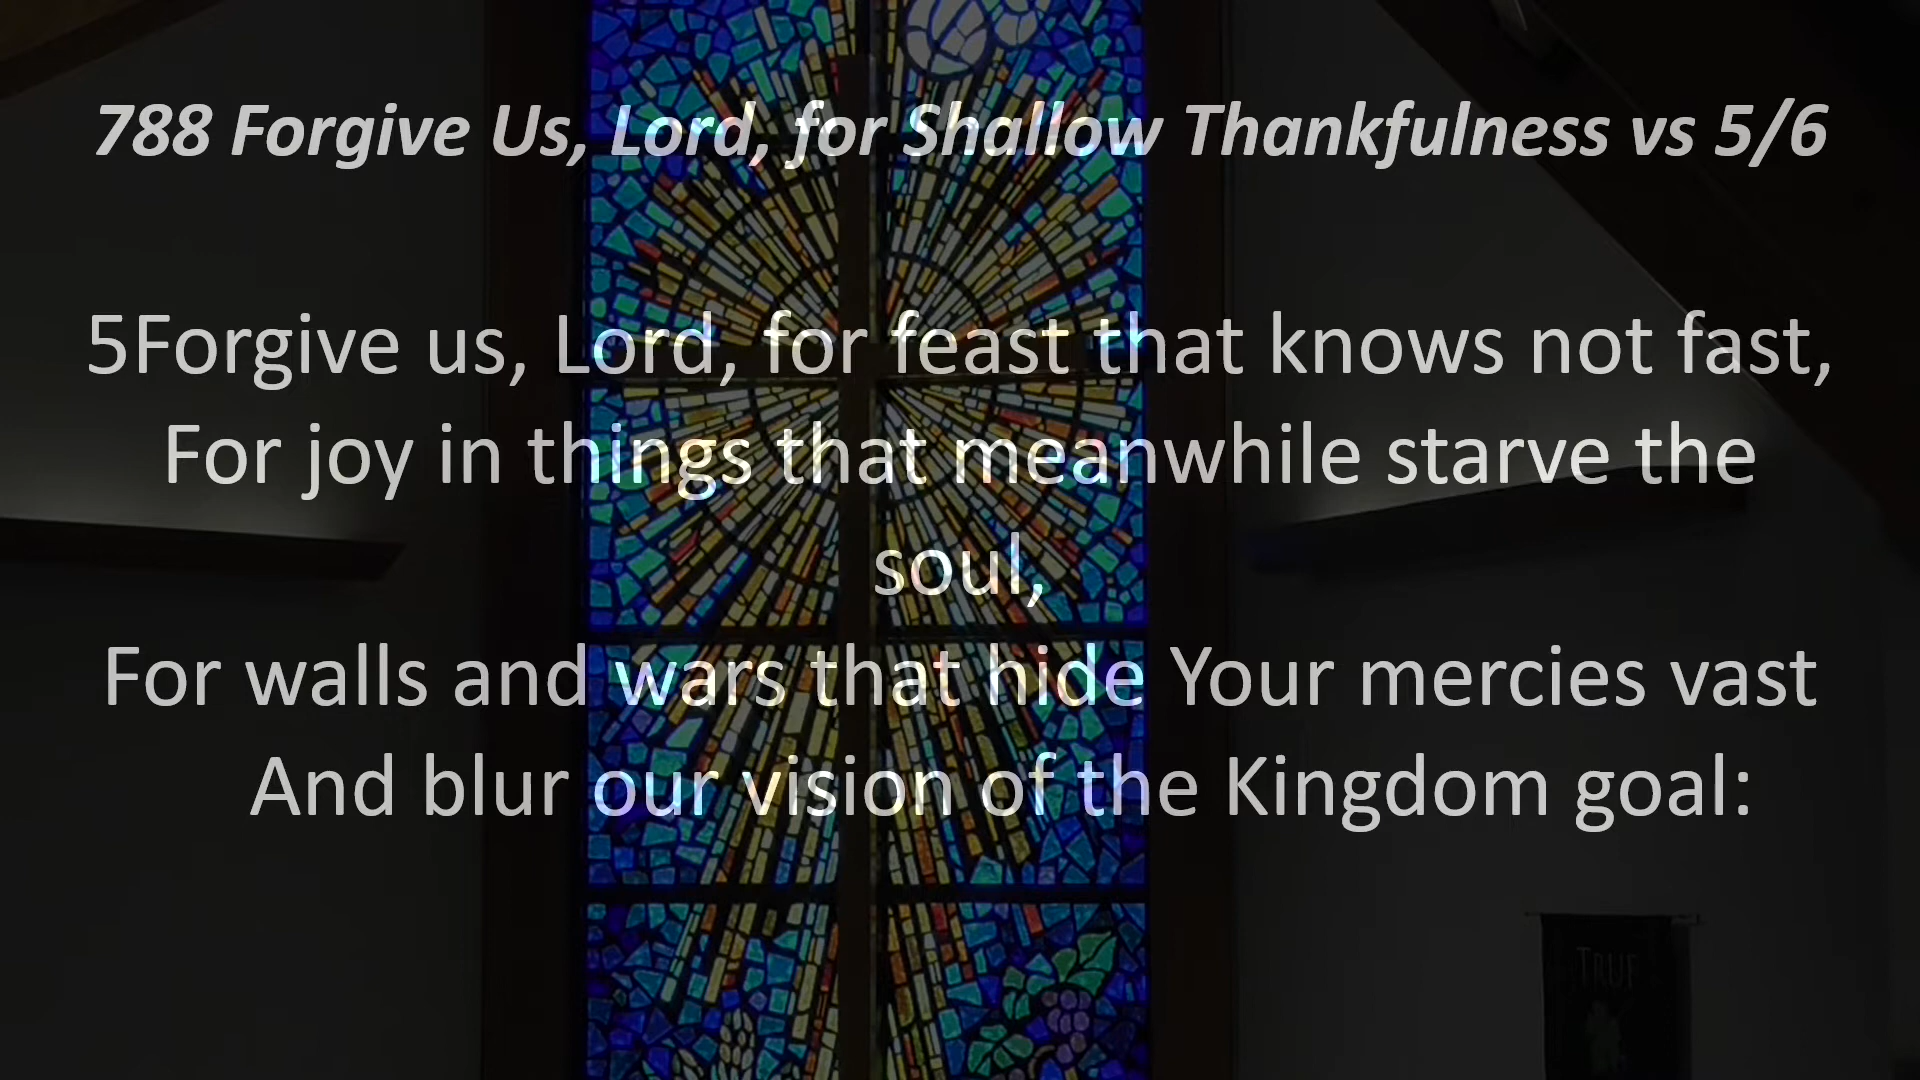 788 Forgive Us, Lord, for Shallow Thankfulness vs 5/6
5Forgive us, Lord, for feast that knows not fast,
For joy in things that meanwhile starve the
soul,
For walls and wars that hide Your mercies vast
And blur our vision of the Kingdom goal: